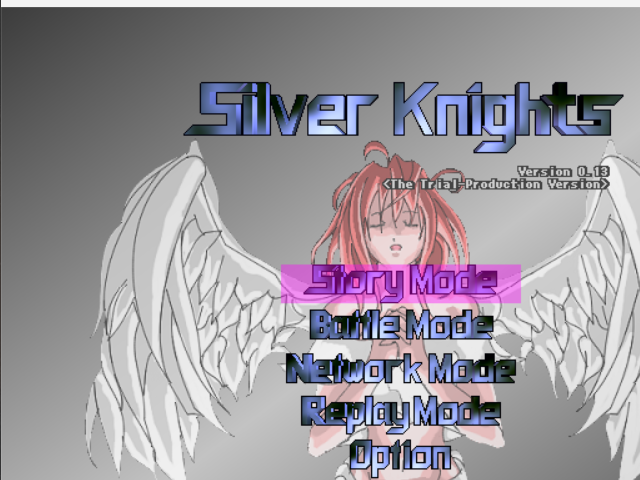 Silver Knights
Version 0.13
<The Trial-Production Version>
Story Mode
Battle Mode
Network Mode
Replay Mode
Option